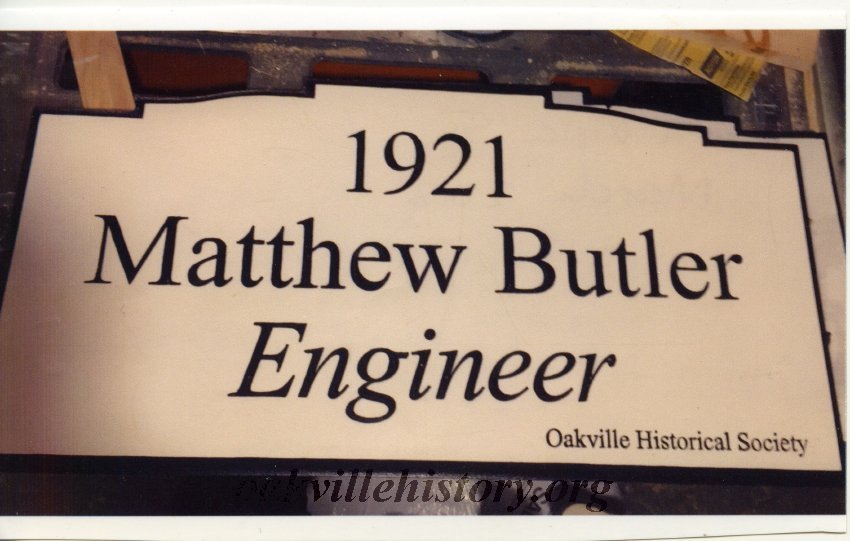 1921
Matthew Butler
Engineer
Oakville Historical Society
oakvillehistory.org